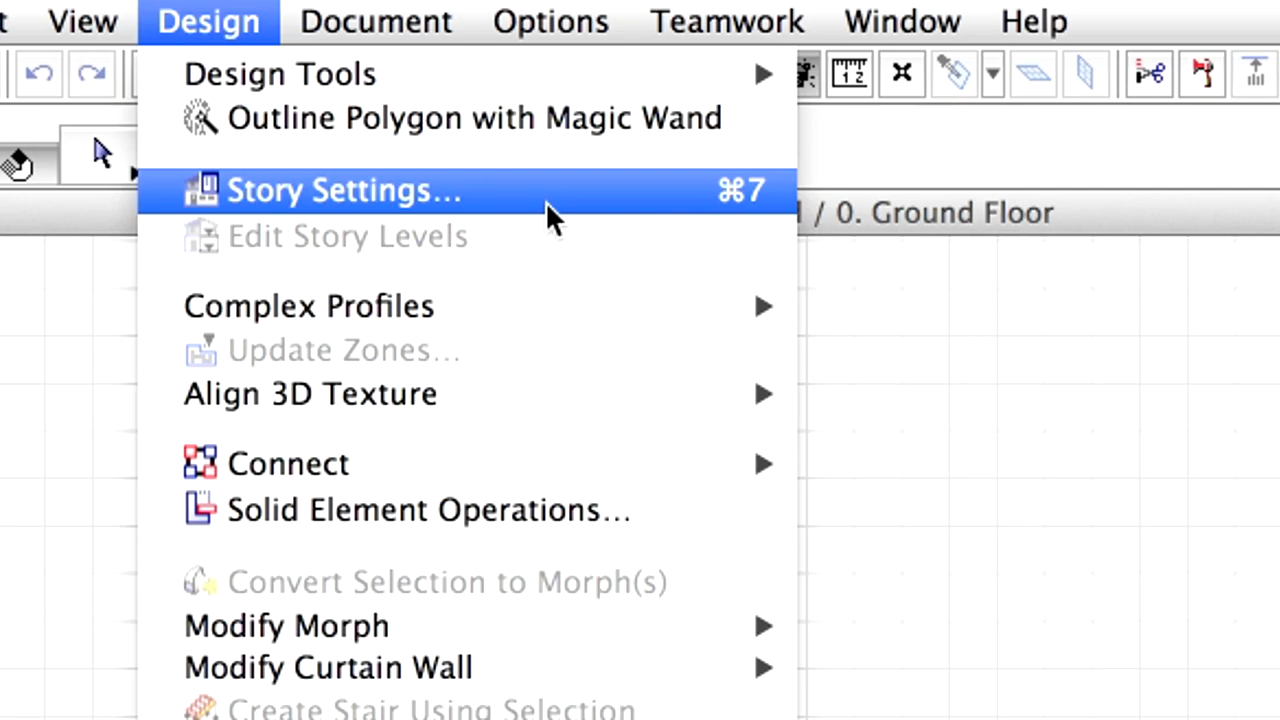 View Design Document Options Teamwork Window Help
Design Tools
1 2
Outline Polygon with Magic Wand
Story Settings... ⌘7
/ 0. Ground Floor
Edit Story Levels
Complex Profiles
Update Zones...
Align 3D Texture
Connect
Solid Element Operations...
Convert Selection to Morph(s)
Modify Morph
Modify Curtain Wall
Create Stair Using Selection